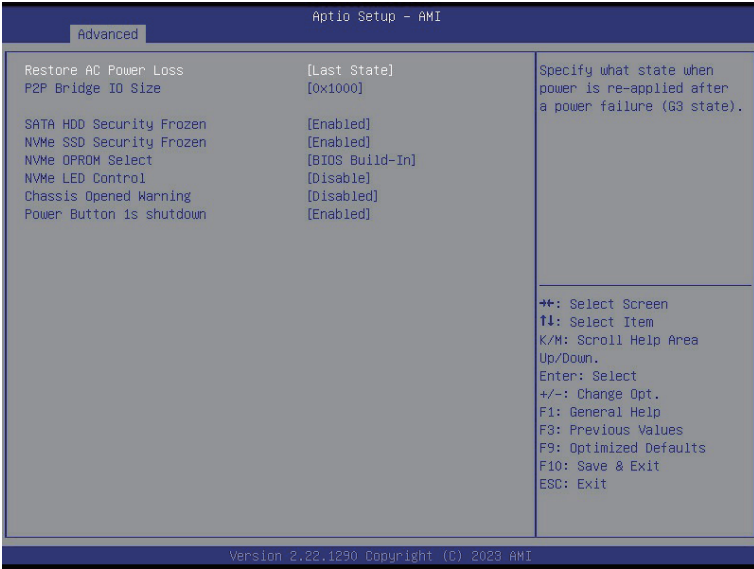 Aptio Setup – AMI
Advanced
Restore AC Power Loss [Last State]
P2P Bridge IO Size [0x1000]
SATA HDD Security Frozen [Enabled]
NVMe SSD Security Frozen [Enabled]
NVMe OPROM Select [BIOS Build-In]
NVMe LED Control [Disable]
Chassis Opened Warning [Disabled]
Power Button 1s shutdown [Enabled]
Specify what state when
power is re-applied after
a power failure (G3 state).
→←: Select Screen
↑↓: Select Item
K/M: Scroll Help Area
Up/Down.
Enter: Select
+/-: Change Opt.
F1: General Help
F3: Previous Values
F9: Optimized Defaults
F10: Save & Exit
ESC: Exit
Version 2.22.1290 Copyright (C) 2023 AMI